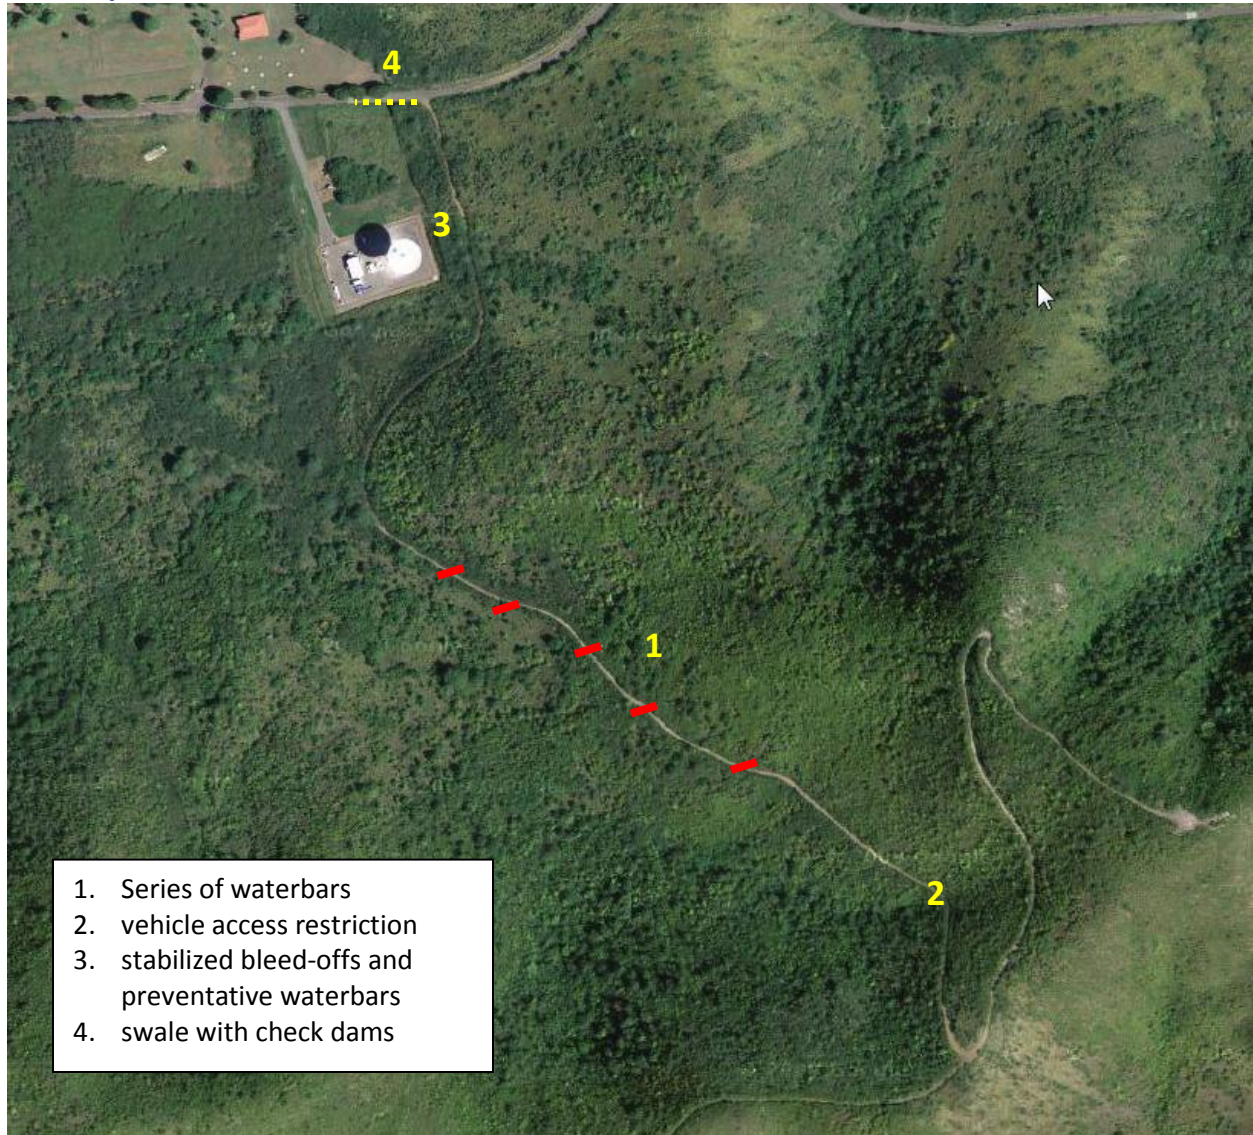 4
3
1
2
1. Series of waterbars
2. vehicle access restriction
3. stabilized bleed-offs and
preventative waterbars
4. swale with check dams